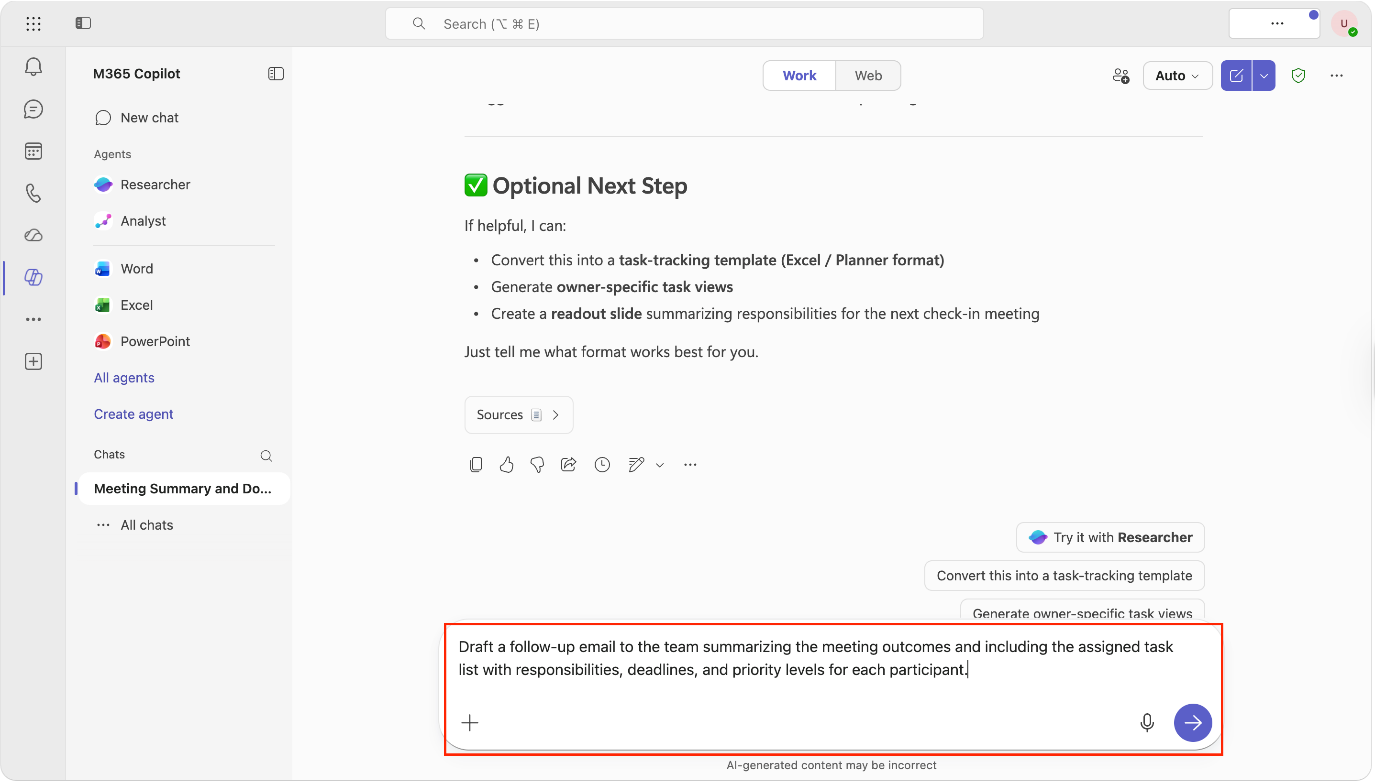 Search (⌥ ⌘ E)
U
M365 Copilot
New chat
Agents
Researcher
Analyst
Word
Excel
PowerPoint
All agents
Create agent
Chats
Meeting Summary and Do...
All chats
Work
Web
Auto
✅ Optional Next Step
If helpful, I can:
• Convert this into a task-tracking template (Excel / Planner format)
• Generate owner-specific task views
• Create a readout slide summarizing responsibilities for the next check-in meeting
Just tell me what format works best for you.
Sources
Try it with Researcher
Convert this into a task-tracking template
Generate owner-specific task views
Draft a follow-up email to the team summarizing the meeting outcomes and including the assigned task
list with responsibilities, deadlines, and priority levels for each participant.
AI-generated content may be incorrect